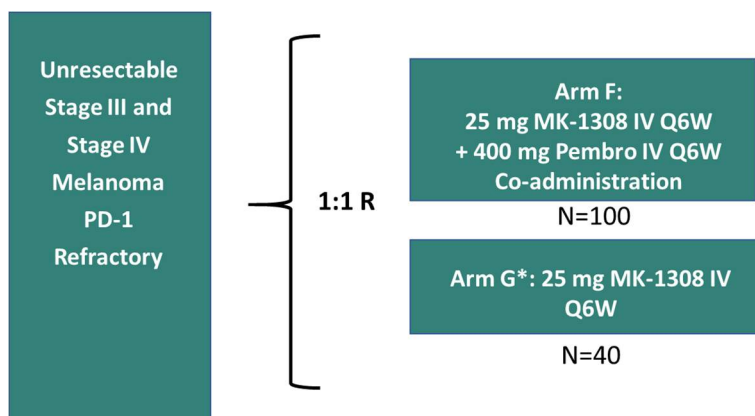 Unresectable
Stage III and
Stage IV
Melanoma
PD-1
Refractory
1:1 R
Arm F:
25 mg MK-1308 IV Q6W
+ 400 mg Pembro IV Q6W
Co-administration
N=100
Arm G*: 25 mg MK-1308 IV
Q6W
N=40